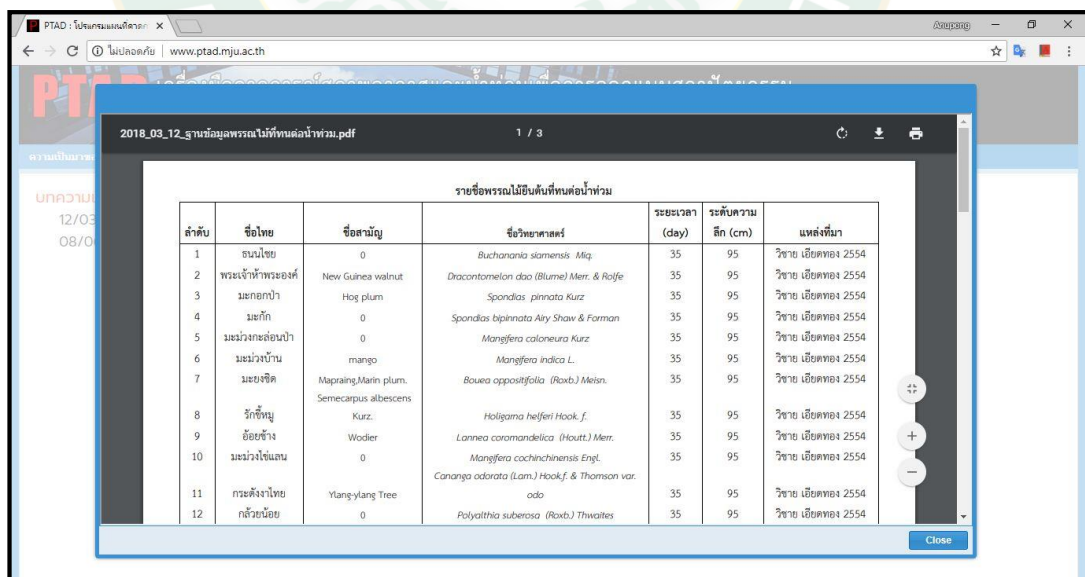 PTAD : โปรแกรมแผนที่ศาสต
Anupong
ไม่ปลอดภัย | www.ptad.mju.ac.th
PTAD
2018_03_12_ฐานข้อมูลพรรณไม้ที่ทนต่อน้ำท่วม.pdf 1 / 3
ความเป็นมาขอ
บทความ
12/03
08/0
รายชื่อพรรณไม้ยืนต้นที่ทนต่อน้ำท่วม
ลำดับ ชื่อไทย ชื่อสามัญ ชื่อวิทยาศาสตร์ ระยะเวลา (day) ระดับความลึก (cm) แหล่งที่มา
1 ธนนไชย 0 Buchanania siamensis Miq. 35 95 วิชาย เอียดทอง 2554
2 พระเจ้าห้าพระองค์ New Guinea walnut Dracontomelon dao (Blume) Merr. & Rolfe 35 95 วิชาย เอียดทอง 2554
3 มะกอกป่า Hog plum Spondias pinnata Kurz 35 95 วิชาย เอียดทอง 2554
4 มะกัก 0 Spondias bipinnata Airy Shaw & Forman 35 95 วิชาย เอียดทอง 2554
5 มะม่วงกะล่อนป่า 0 Mangifera caloneura Kurz 35 95 วิชาย เอียดทอง 2554
6 มะม่วงบ้าน mango Mangifera indica L. 35 95 วิชาย เอียดทอง 2554
7 มะยงชิด Mapraing,Marin plum. Bouea oppositifolia (Roxb.) Meisn. 35 95 วิชาย เอียดทอง 2554
8 รักขี้หมู Semecarpus albescens Kurz. Holigarna helferi Hook. f. 35 95 วิชาย เอียดทอง 2554
9 อ้อยช้าง Wodier Lannea coromandelica (Houtt.) Merr. 35 95 วิชาย เอียดทอง 2554
10 มะม่วงไข่แลน 0 Mangifera cochinchinensis Engl. 35 95 วิชาย เอียดทอง 2554
11 กระดังงาไทย Ylang-ylang Tree Cananga odorata (Lam.) Hook.f. & Thomson var. odo 35 95 วิชาย เอียดทอง 2554
12 กล้วยน้อย 0 Polyalthia suberosa (Roxb.) Thwaites 35 95 วิชาย เอียดทอง 2554
Close